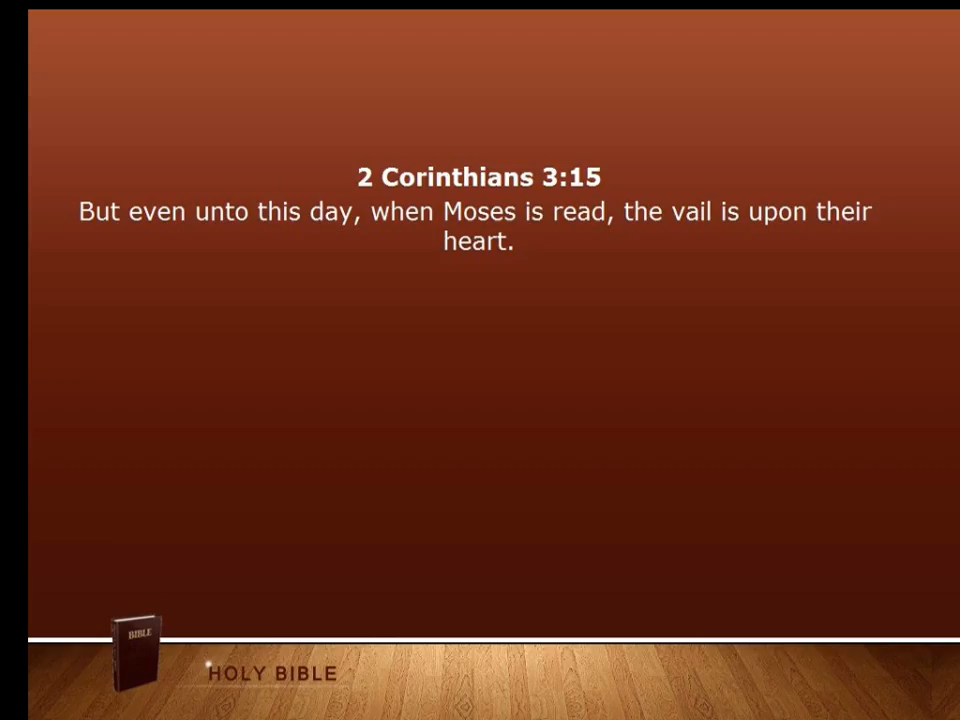 2 Corinthians 3:15
But even unto this day, when Moses is read, the vail is upon their
heart.
BIBLE
HOLY BIBLE